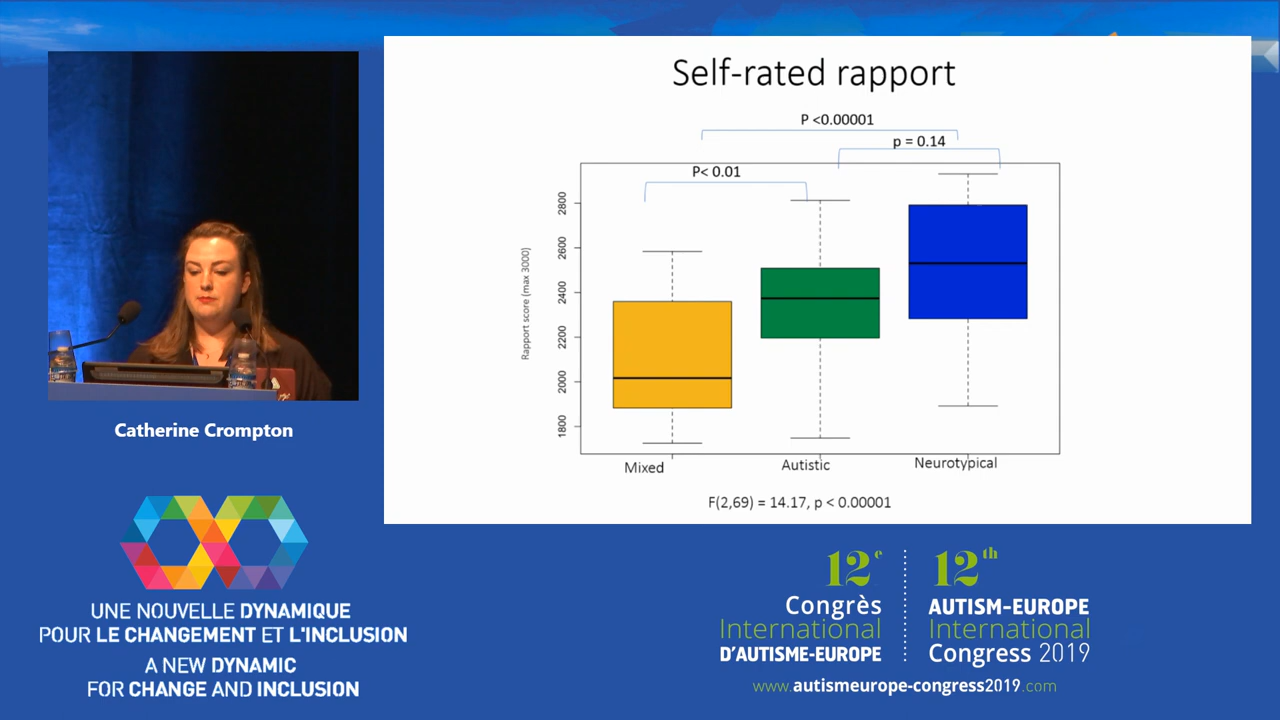 Self-rated rapport
P <0.00001
p = 0.14
P< 0.01
Rapport score (max 3000)
2800
2600
2400
2200
2000
1800
Mixed
Autistic
Neurotypical
F(2,69) = 14.17, p < 0.00001
Catherine Crompton
UNE NOUVELLE DYNAMIQUE
POUR LE CHANGEMENT ET L'INCLUSION
A NEW DYNAMIC
FOR CHANGE AND INCLUSION
12e
Congrès
International
D'AUTISME-EUROPE
12th
AUTISM-EUROPE
International
Congress 2019
www.autismeurope-congress2019.com